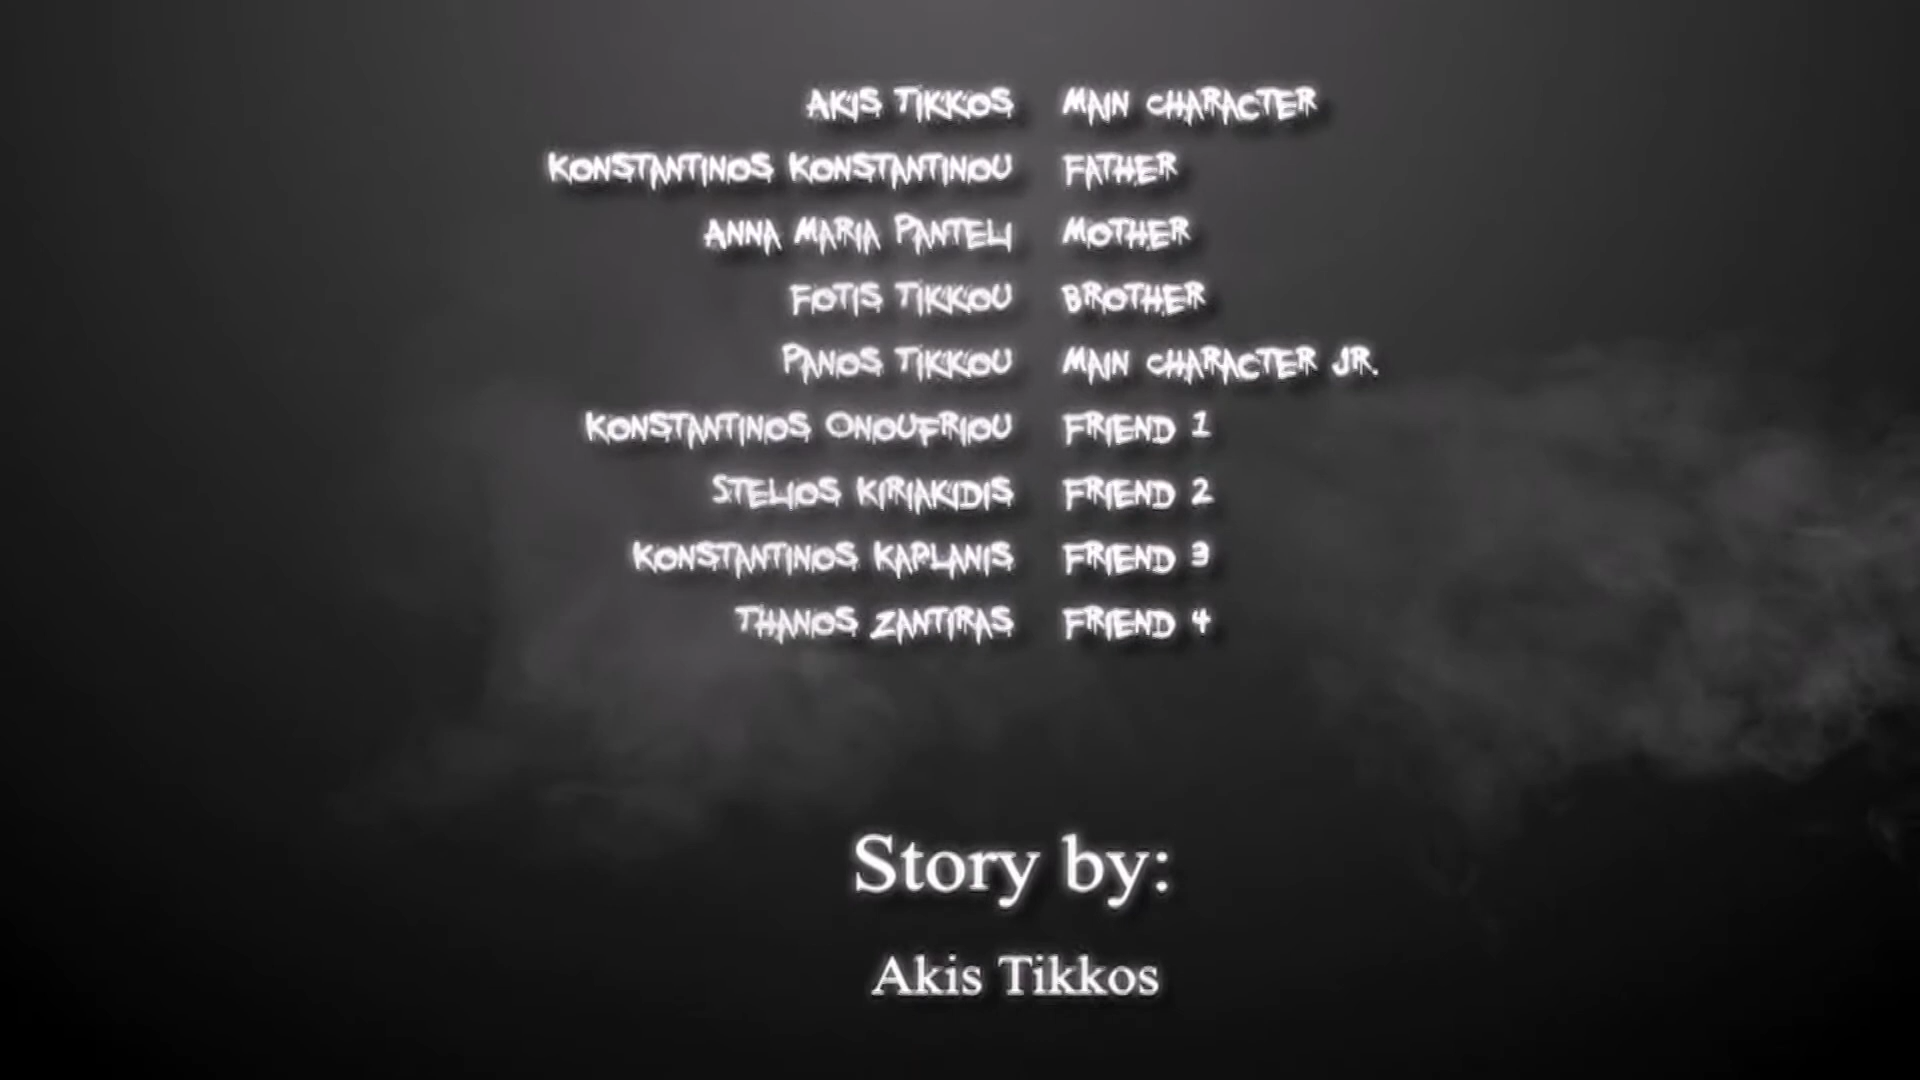 AKIS TIKKOS MAIN CHARACTER
KONSTANTINOS KONSTANTINOU FATHER
ANNA MARIA PANTELI MOTHER
FOTIS TIKKOU BROTHER
PANOS TIKKOU MAIN CHARACTER JR.
KONSTANTINOS ONOUFRIOU FRIEND 1
STELIOS KIRIAKIDIS FRIEND 2
KONSTANTINOS KAPLANIS FRIEND 3
THANOS ZANTIRAS FRIEND 4
Story by:
Akis Tikkos